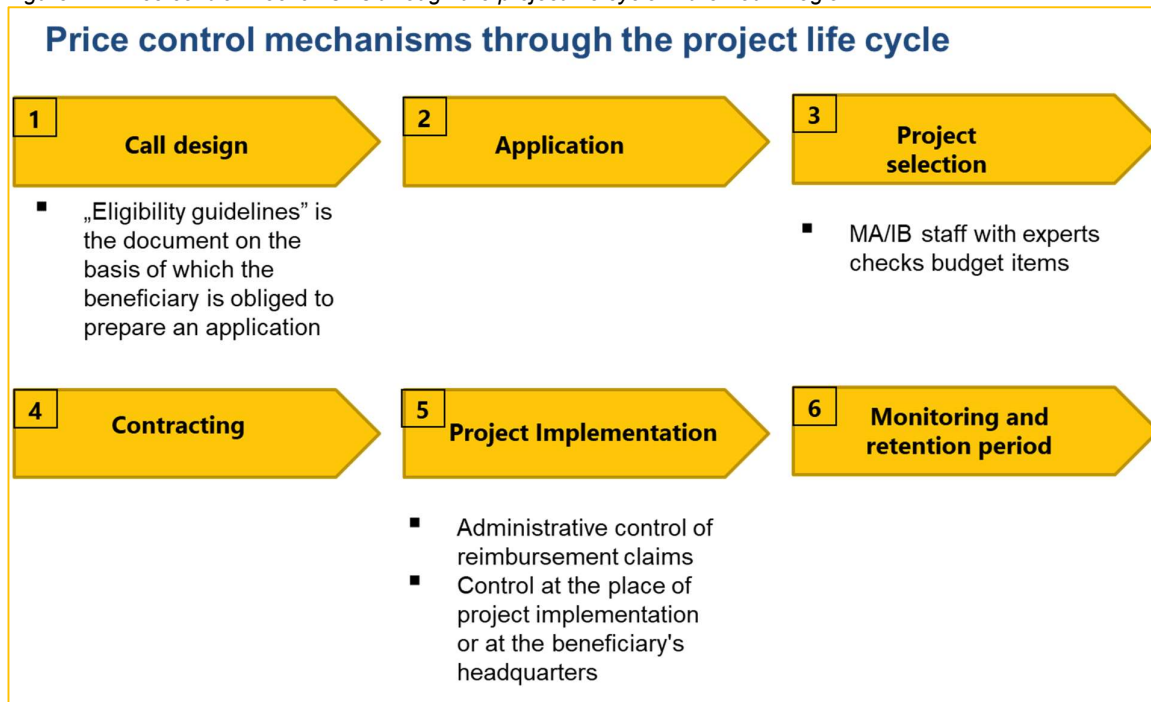 Price control mechanisms through the project life cycle
1
Call design
2
Application
3
Project
selection
▪ „Eligibility guidelines” is
the document on the
basis of which the
beneficiary is obliged to
prepare an application
▪ MA/IB staff with experts
checks budget items
4
Contracting
5
Project Implementation
6
Monitoring and
retention period
▪ Administrative control of
reimbursement claims
▪ Control at the place of
project implementation
or at the beneficiary's
headquarters